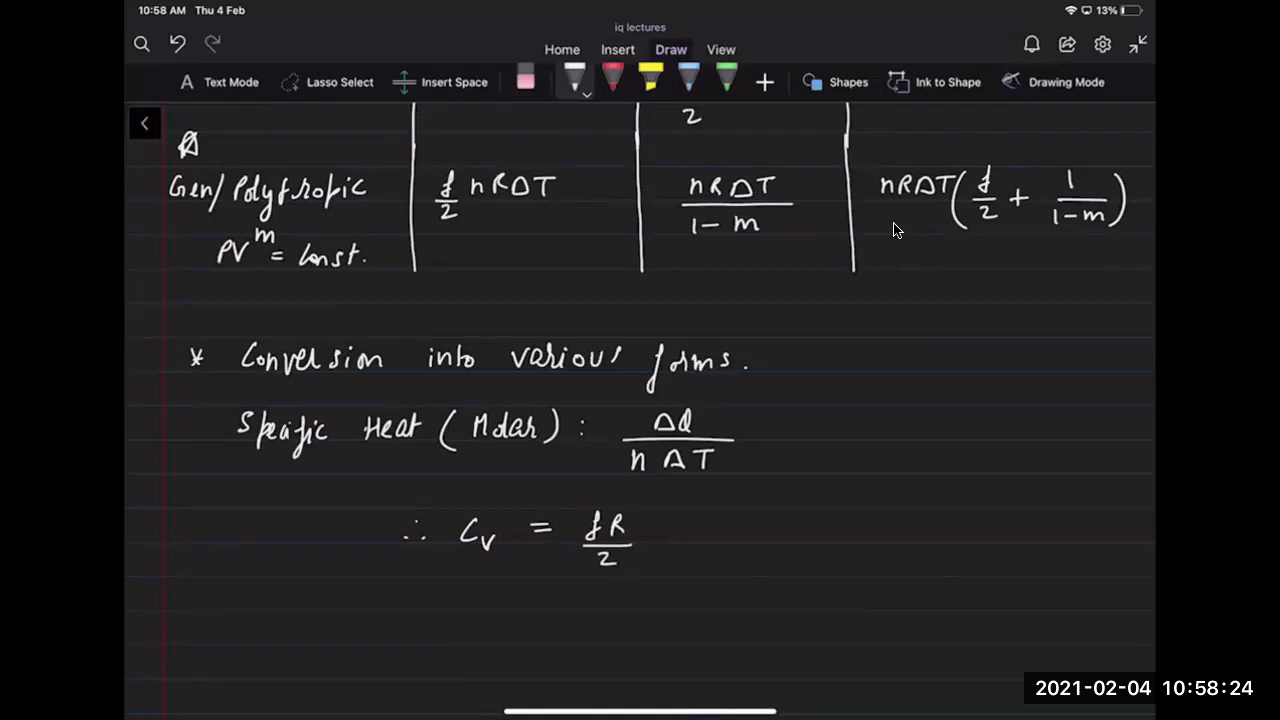 10:58 AM Thu 4 Feb 13%
iq lectures
Home Insert Draw View
Text Mode Lasso Select Insert Space Shapes Ink to Shape Drawing Mode
2
Gen/Polytropic f/2 nRΔT nRΔT/(1-m) nRΔT(f/2 + 1/(1-m))
PV^m = Const.
* Conversion into various forms.
Specific Heat (Molar) : ΔQ/(nΔT)
∴ Cv = fR/2
2021-02-04 10:58:24